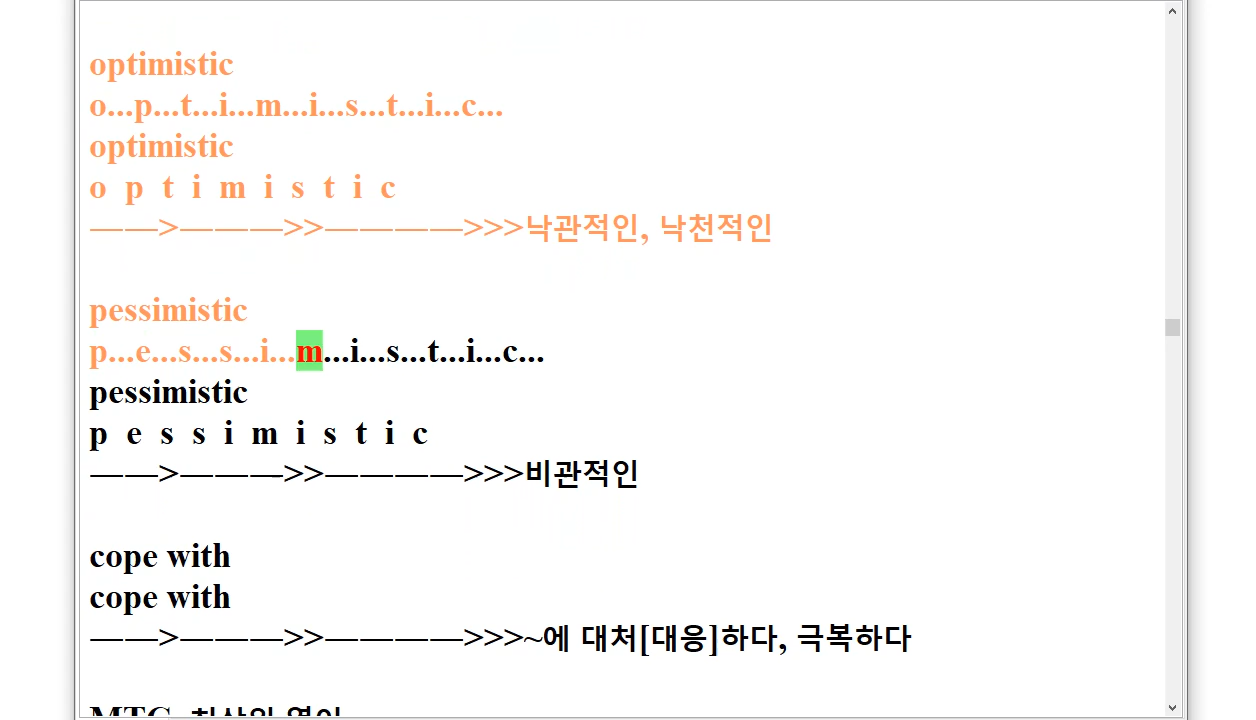 optimistic
o...p...t...i...m...i...s...t...i...c...
optimistic
o p t i m i s t i c
——>———>>————>>>낙관적인, 낙천적인
pessimistic
p...e...s...s...i...m...i...s...t...i...c...
pessimistic
p e s s i m i s t i c
——>———>>————>>>비관적인
cope with
cope with
——>———>>————>>>~에 대처[대응]하다, 극복하다